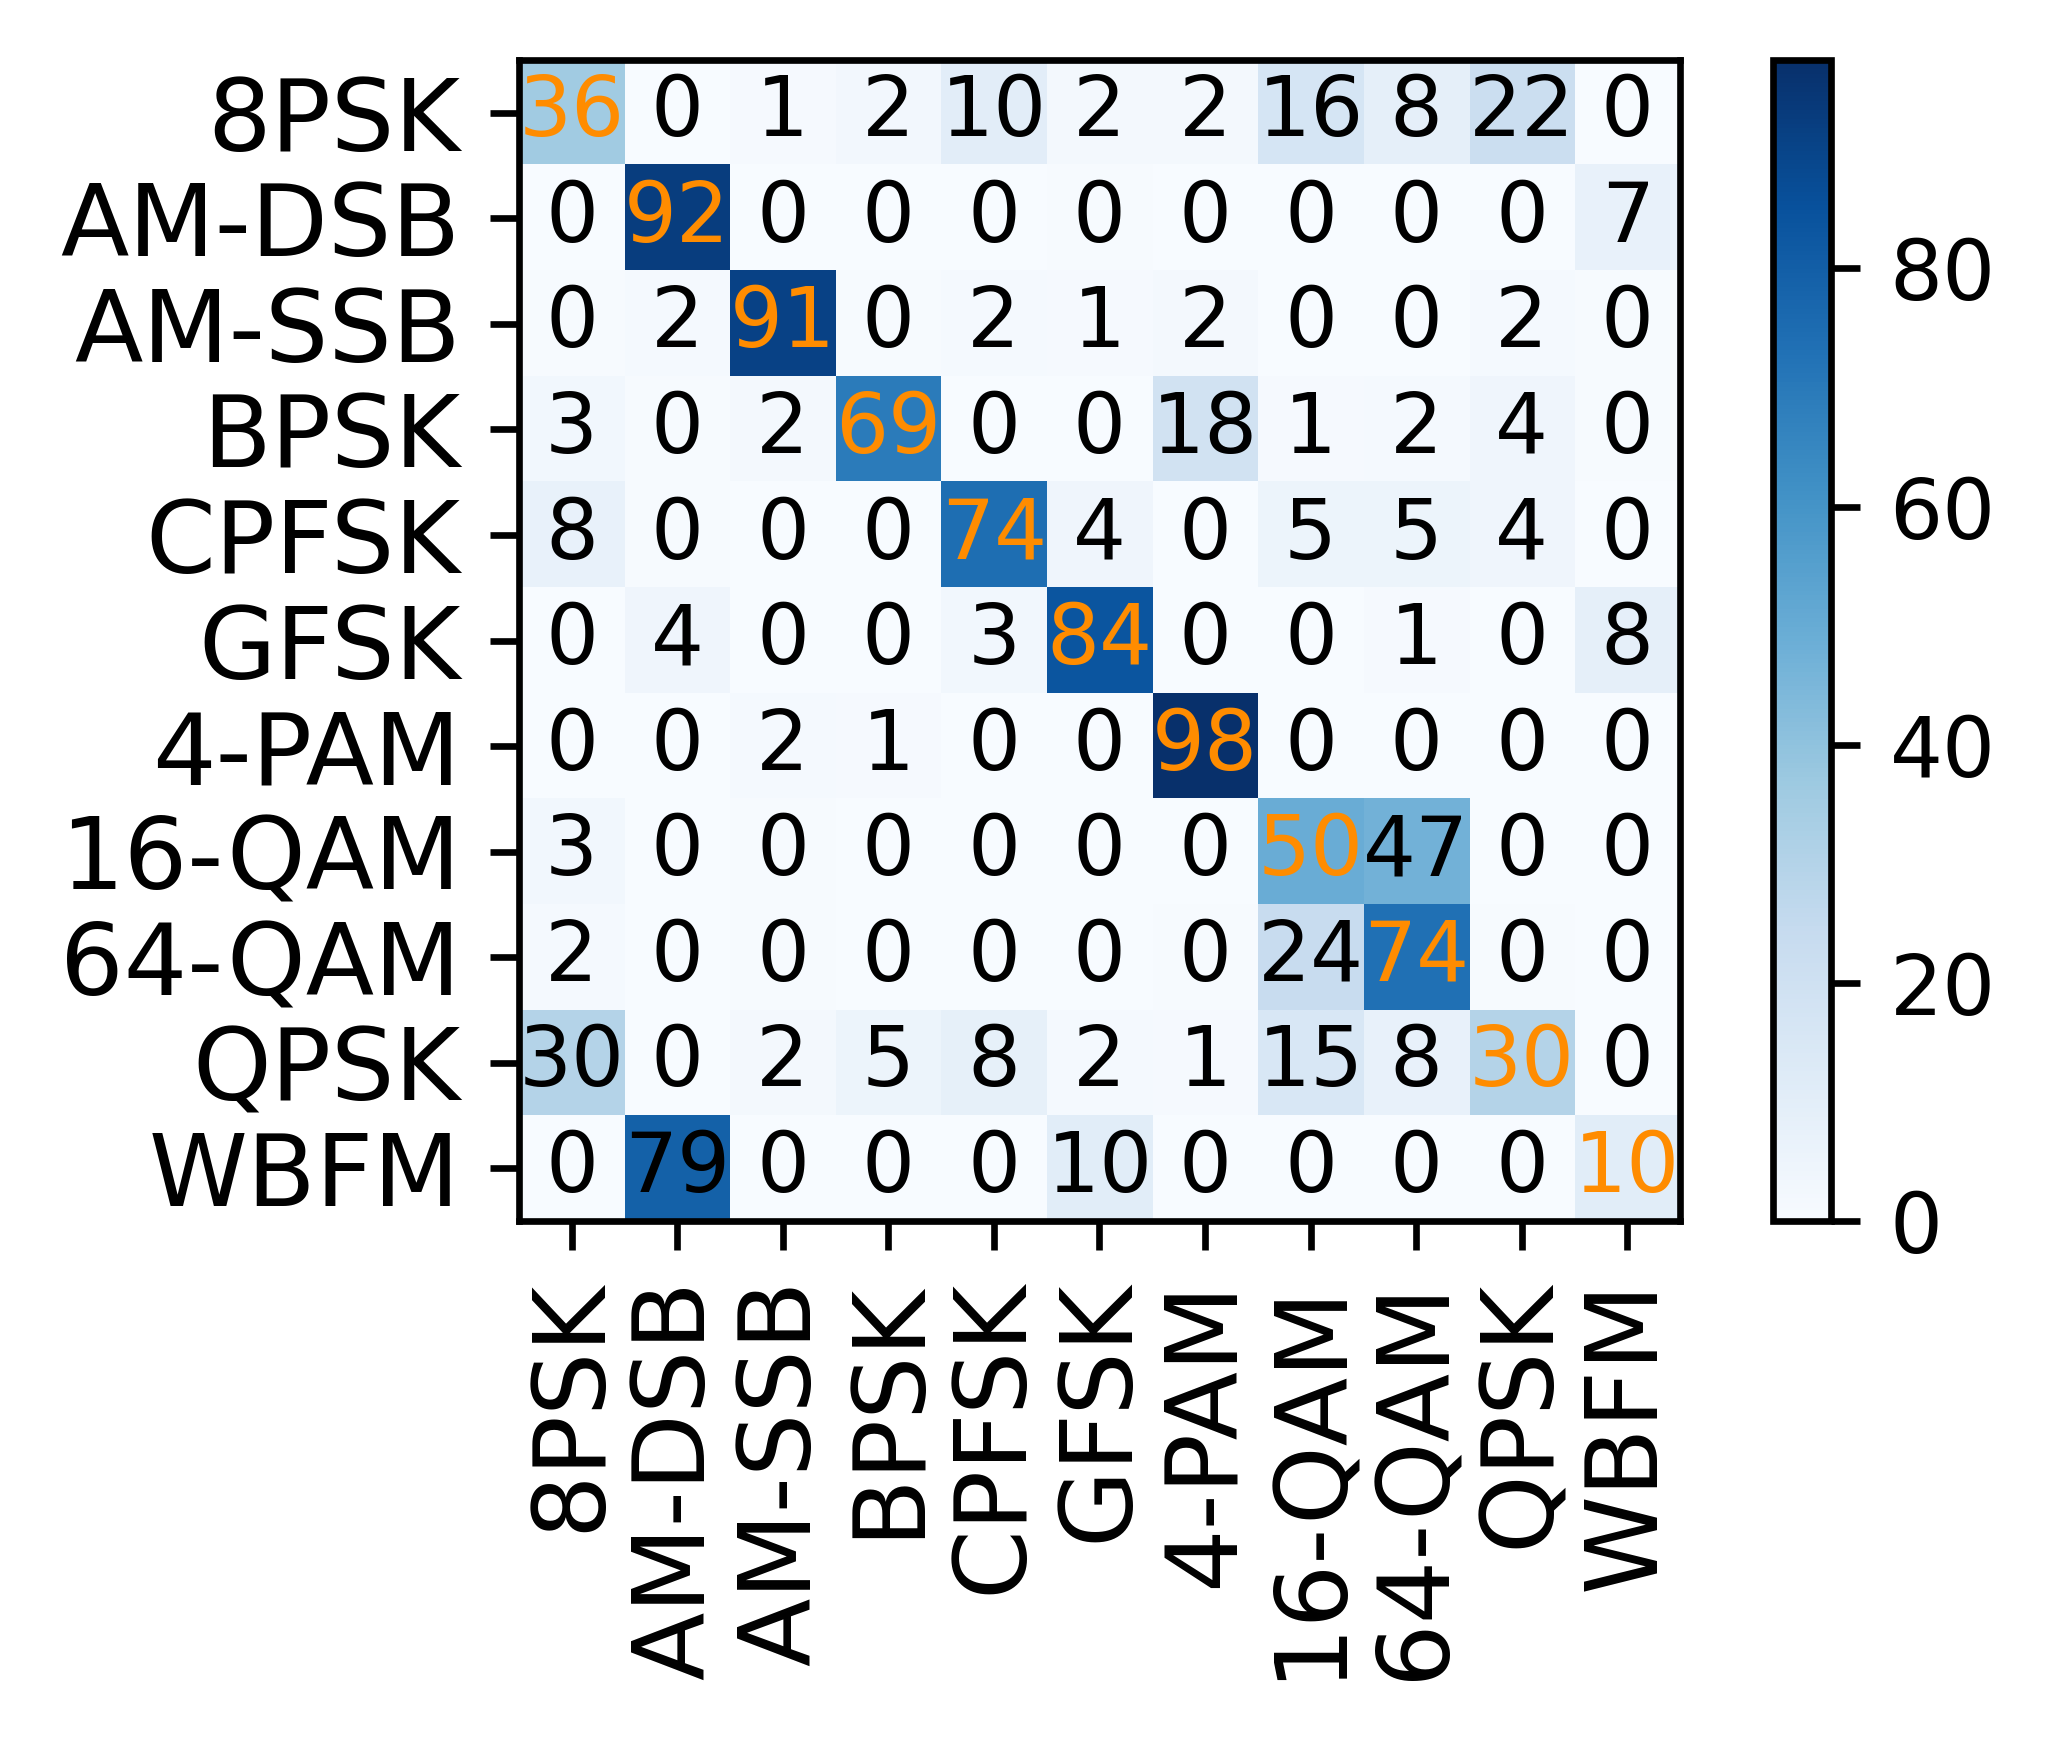 8PSK 36 0 1 2 10 2 2 16 8 22 0
AM-DSB 0 92 0 0 0 0 0 0 0 0 7
80
AM-SSB 0 2 91 0 2 1 2 0 0 2 0
BPSK 3 0 2 69 0 0 18 1 2 4 0
60
CPFSK 8 0 0 0 74 4 0 5 5 4 0
GFSK 0 4 0 0 3 84 0 0 1 0 8
4-PAM 0 0 2 1 0 0 98 0 0 0 0
40
16-QAM 3 0 0 0 0 0 0 50 47 0 0
64-QAM 2 0 0 0 0 0 0 24 74 0 0
20
QPSK 30 0 2 5 8 2 1 15 8 30 0
WBFM 0 79 0 0 0 10 0 0 0 0 10
0
8PSK
AM-DSB
AM-SSB
BPSK
CPFSK
GFSK
4-PAM
16-QAM
64-QAM
QPSK
WBFM